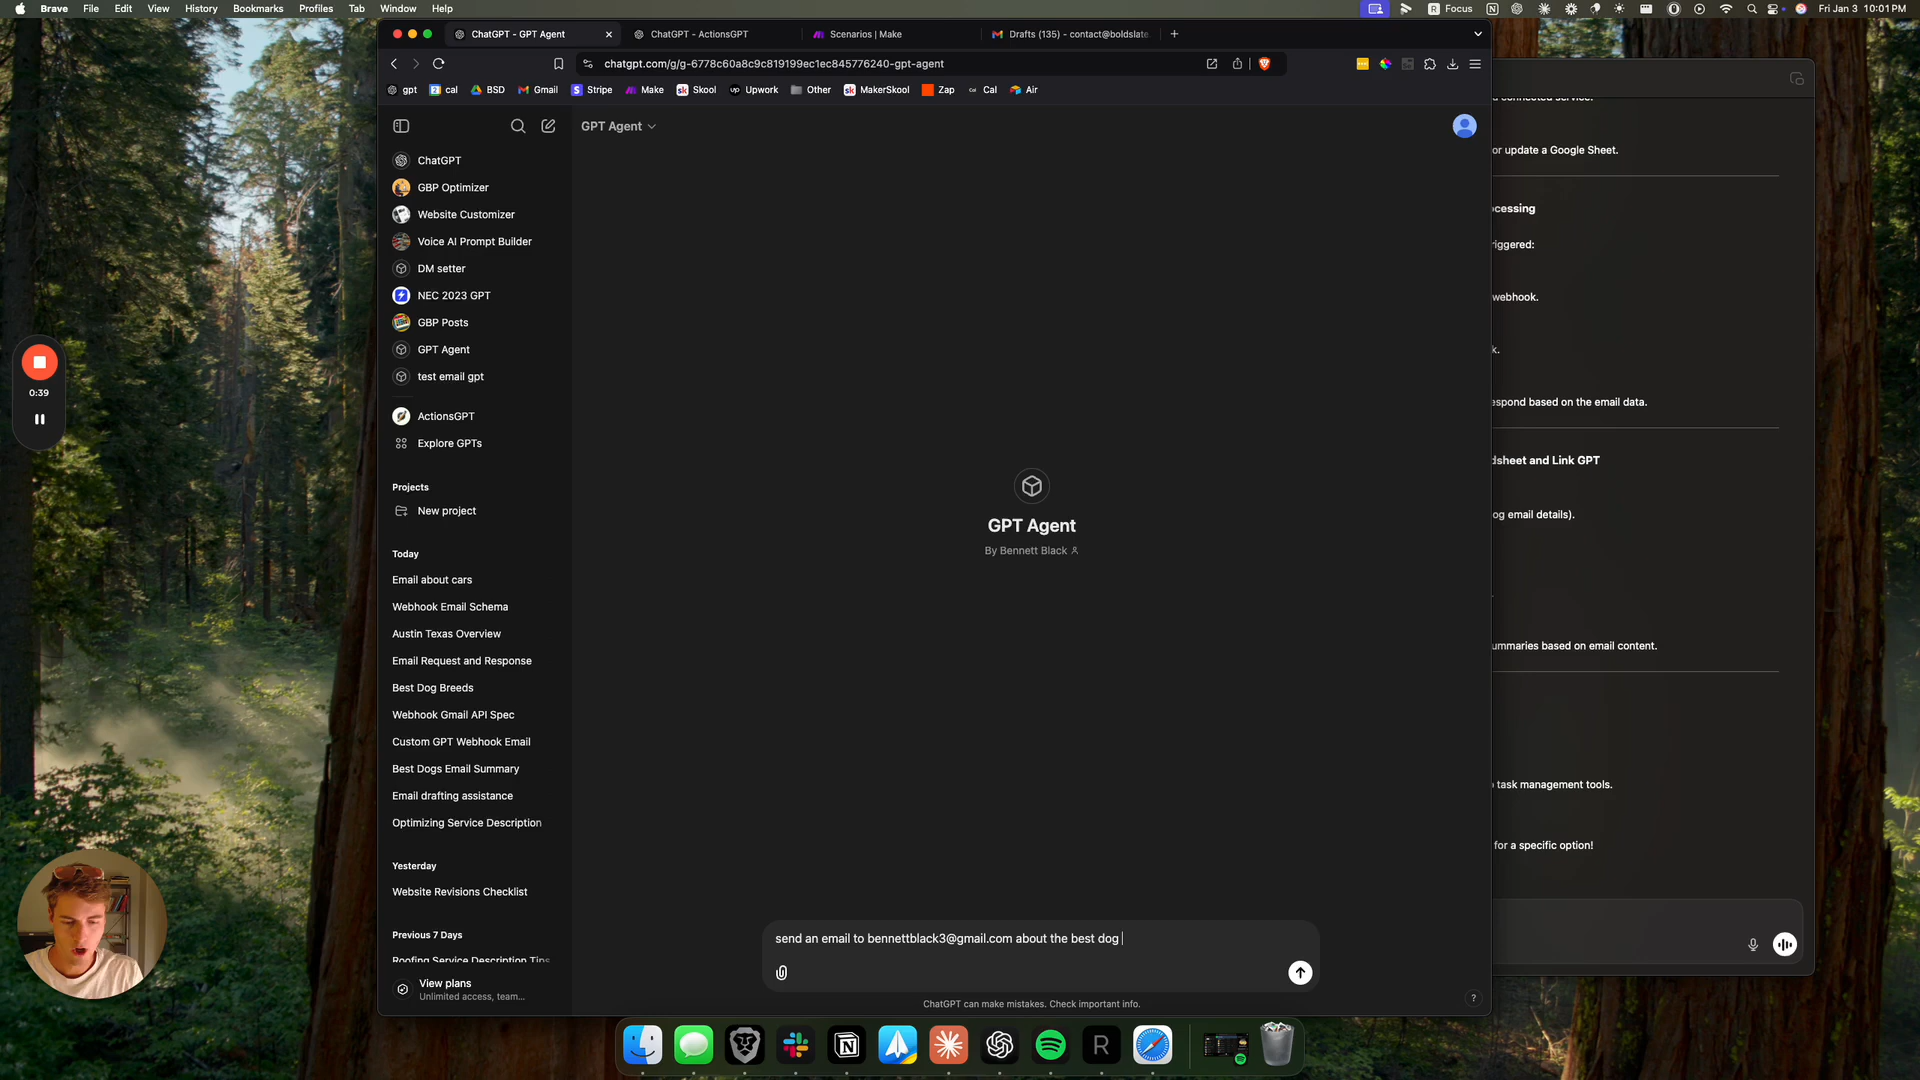 Brave File Edit View History Bookmarks Profiles Tab Window Help
Focus
Fri Jan 3 10:01 PM
ChatGPT - GPT Agent
ChatGPT - ActionsGPT
Scenarios | Make
Drafts (135) - contact@boldslate.
chatgpt.com/g/g-6778c60a8c9c819199ec1ec845776240-gpt-agent
gpt cal BSD Gmail Stripe Make Skool Upwork Other MakerSkool Zap Cal Air
GPT Agent
ChatGPT
GBP Optimizer
Website Customizer
Voice AI Prompt Builder
DM setter
NEC 2023 GPT
GBP Posts
GPT Agent
test email gpt
ActionsGPT
Explore GPTs
Projects
New project
Today
Email about cars
Webhook Email Schema
Austin Texas Overview
Email Request and Response
Best Dog Breeds
Webhook Gmail API Spec
Custom GPT Webhook Email
Best Dogs Email Summary
Email drafting assistance
Optimizing Service Description
Yesterday
Website Revisions Checklist
Previous 7 Days
Roofing Service Description Tips
View plans
Unlimited access, team...
0:39
GPT Agent
By Bennett Black
send an email to bennettblack3@gmail.com about the best dog
ChatGPT can make mistakes. Check important info.
?
d connected service.
or update a Google Sheet.
ocessing
riggered:
webhook.
k.
espond based on the email data.
dsheet and Link GPT
og email details).
ummaries based on email content.
task management tools.
for a specific option!